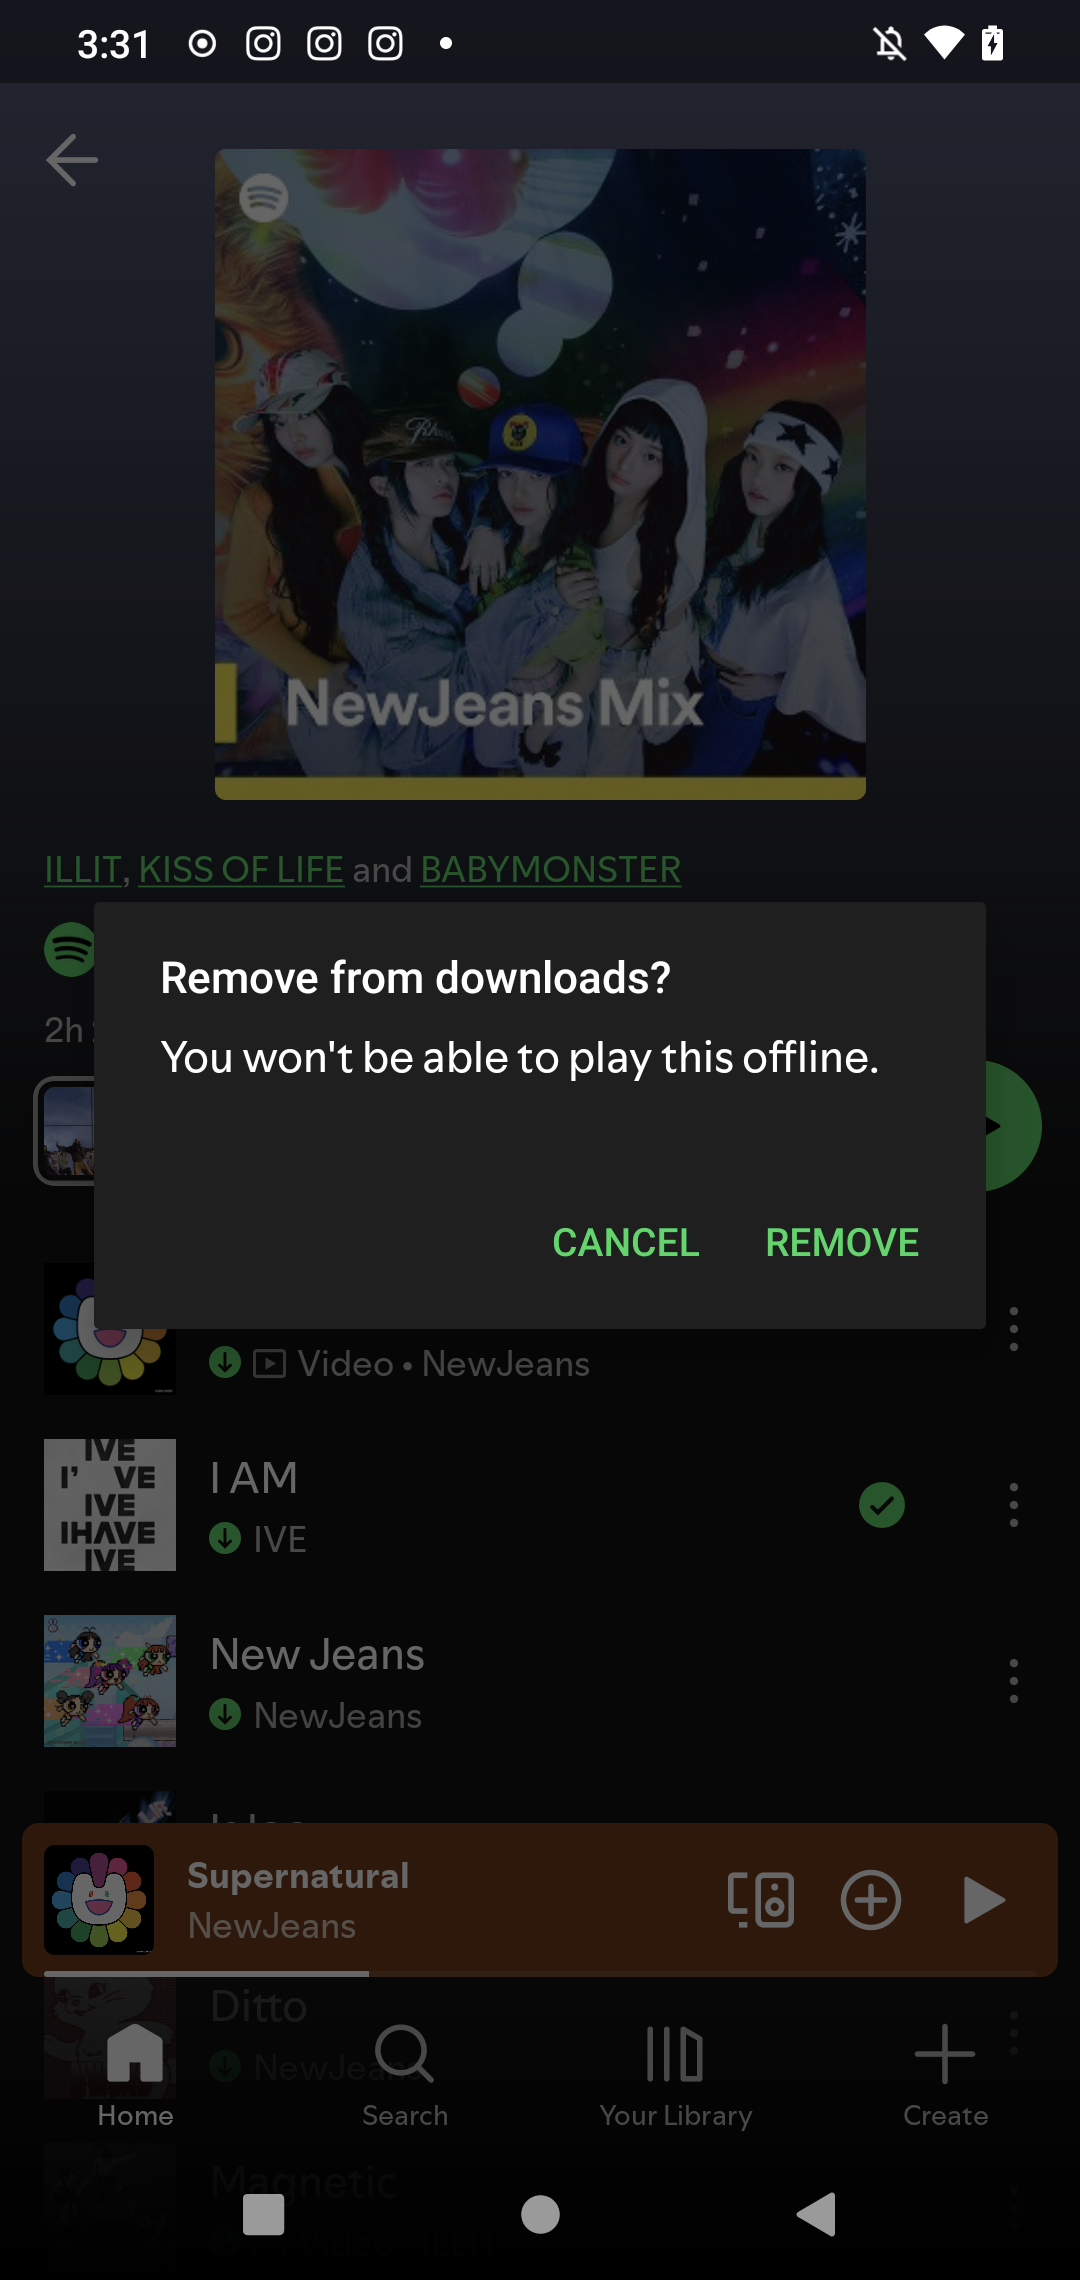 3:31
NewJeans Mix
ILLIT, KISS OF LIFE and BABYMONSTER
2h
Remove from downloads?
You won't be able to play this offline.
CANCEL REMOVE
Video • NewJeans
IVE
I' VE
IVE
IHAVE
IVE
I AM
IVE
New Jeans
NewJeans
Supernatural
NewJeans
Ditto
NewJeans
Home Search Your Library Create
Magnetic
Video • ILLIT